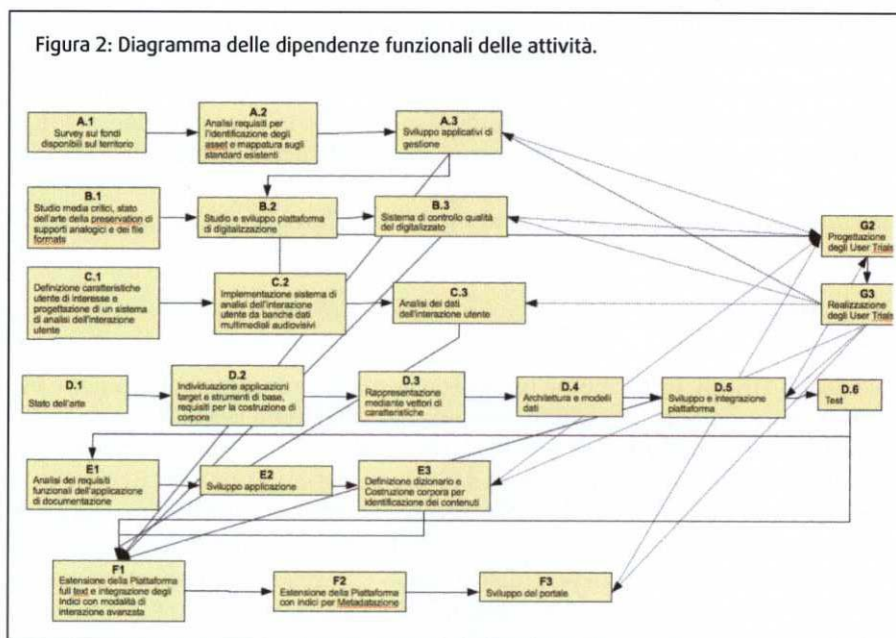 Figura 2: Diagramma delle dipendenze funzionali delle attività.
A.1
Survey sui fondi
disponibili sul territorio
A.2
Analisi requisiti per
l'identificazione degli
asset e mappatura sugli
standard esistenti
A.3
Sviluppo applicativi di
gestione
B.1
Studio media critici, stato
dell'arte della preservation di
supporti analogici e dei file
formats
B.2
Studio e sviluppo piattaforma
di digitalizzazione
B.3
Sistema di controllo qualità
del digitalizzato
G2
Progettazione
degli User Trials
C.1
Definizione caratteristiche
utente di interesse e
progettazione di un sistema
di analisi dell'interazione
utente
C.2
Implementazione sistema di
analisi dell'interazione
utente da banche dati
multimediali audiovisivi
C.3
Analisi dei dati
dell'interazione utente
G3
Realizzazione
degli User Trials
D.1
Stato dell'arte
D.2
Individuazione applicazioni
target e strumenti di base,
requisiti per la costruzione di
corpora
D.3
Rappresentazione
mediante vettori di
caratteristiche
D.4
Architettura e modelli
dati
D.5
Sviluppo e integrazione
piattaforma
D.6
Test
E1
Analisi dei requisiti
funzionali dell'applicazione
di documentazione
E2
Sviluppo applicazione
E3
Definizione dizionario e
Costruzione corpora per
identificazione dei contenuti
F1
Estensione della Piattaforma
full text e integrazione degli
Indici con modalità di
interazione avanzata
F2
Estensione della Piattaforma
con indici per Metadatazione
F3
Sviluppo del portale